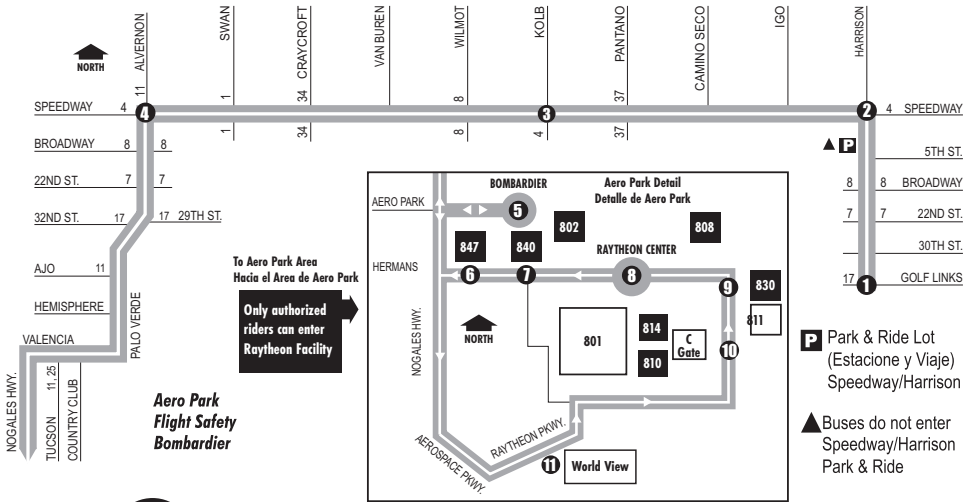 NORTH
ALVERNON
11
SWAN
1
1
CRAYCROFT
34
34
VAN BUREN
WILMOT
8
8
KOLB
4
PANTANO
37
37
CAMINO SECO
IGO
HARRISON
SPEEDWAY 4
4
3
2
4 SPEEDWAY
P
5TH ST.
BROADWAY 8 8
8 8 BROADWAY
22ND ST. 7 7
7 7 22ND ST.
32ND ST. 17 17 29TH ST.
30TH ST.
AJO 11
17 1 GOLF LINKS
HEMISPHERE
VALENCIA
PALO VERDE
NOGALES HWY.
TUCSON
11, 25
COUNTRY CLUB
Aero Park
Flight Safety
Bombardier
To Aero Park Area
Hacia el Area de Aero Park
Only authorized
riders can enter
Raytheon Facility
BOMBARDIER
Aero Park Detail
Detalle de Aero Park
AERO PARK
5
802
808
847
840
RAYTHEON CENTER
HERMANS
6
7
8
9
830
811
NOGALES HWY.
NORTH
801
814
810
C
Gate
10
RAYTHEON PKWY.
AEROSPACE PKWY.
11 World View
P Park & Ride Lot
(Estacione y Viaje)
Speedway/Harrison
Buses do not enter
Speedway/Harrison
Park & Ride